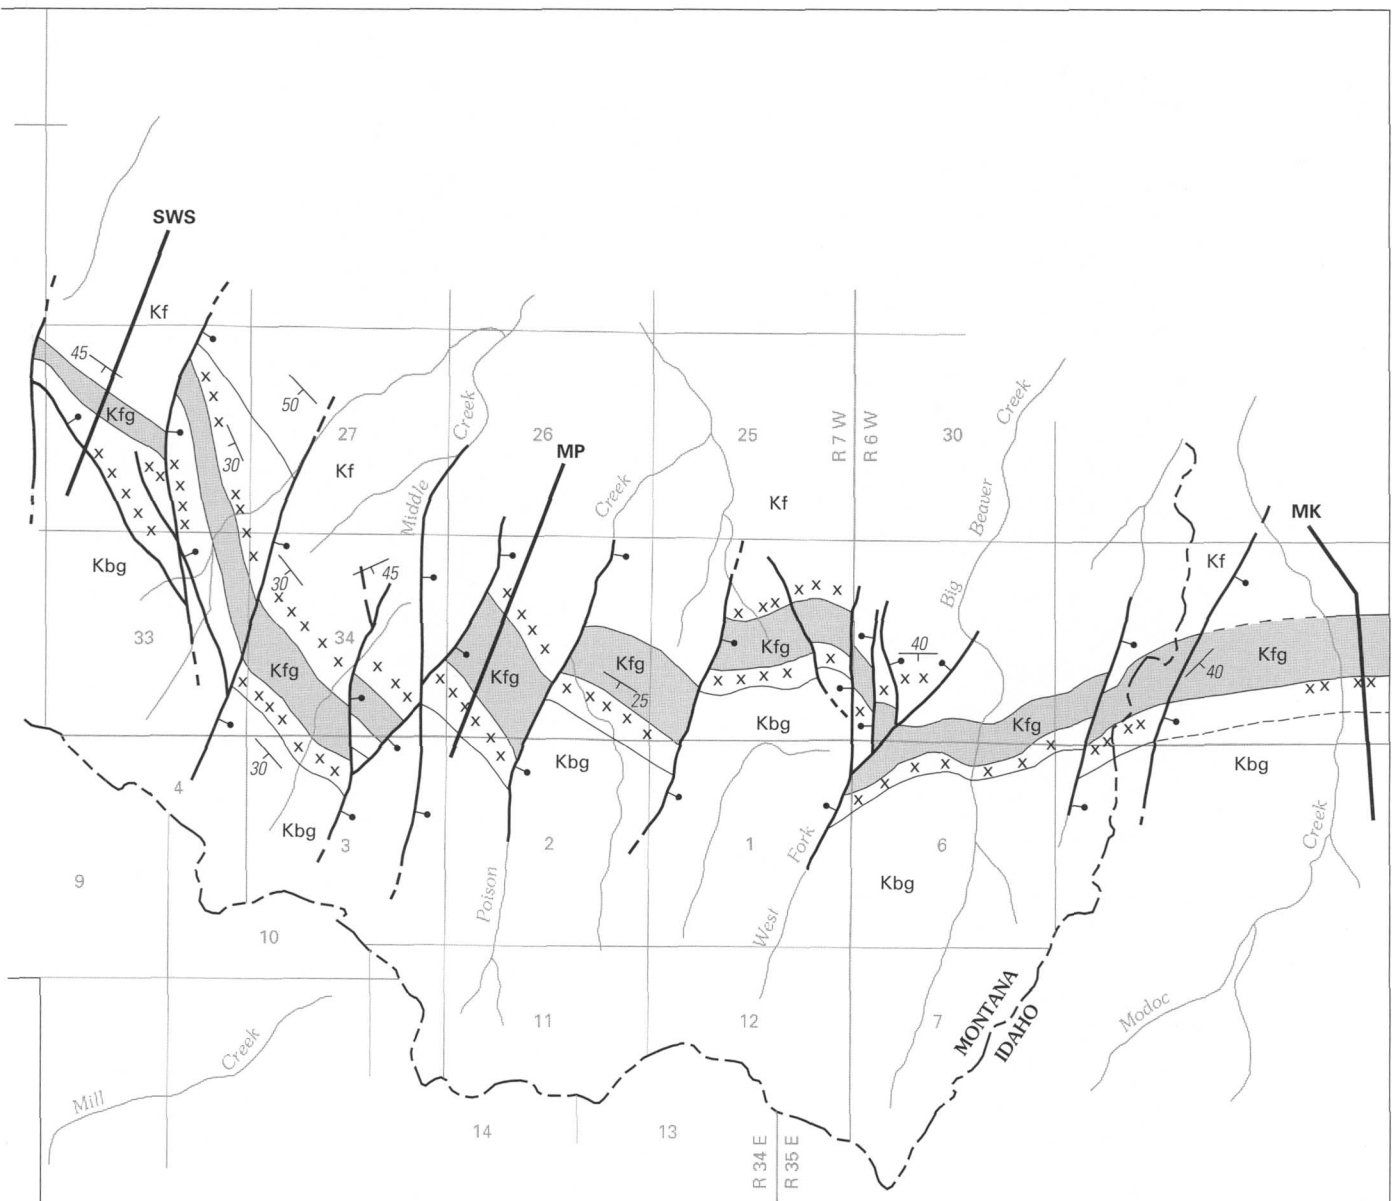 SWS
Kf
45
50
Kfg
27
Creek
26
25
R 7 W
R 6 W
30
Creek
MP
30
Kf
Middle
Creek
Kf
Beaver
MK
Kbg
30
45
Big
Kf
33
34
Kfg
Kfg
Kfg
25
Kfg
40
Kfg
40
Kfg
Kbg
30
Kbg
Kfg
Kbg
4
Kbg
3
2
1
Fork
6
Creek
9
Poison
Kbg
10
West
11
12
7
MONTANA
IDAHO
Modoc
Creek
Mill
14
13
R 34 E
R 35 E
x x x x